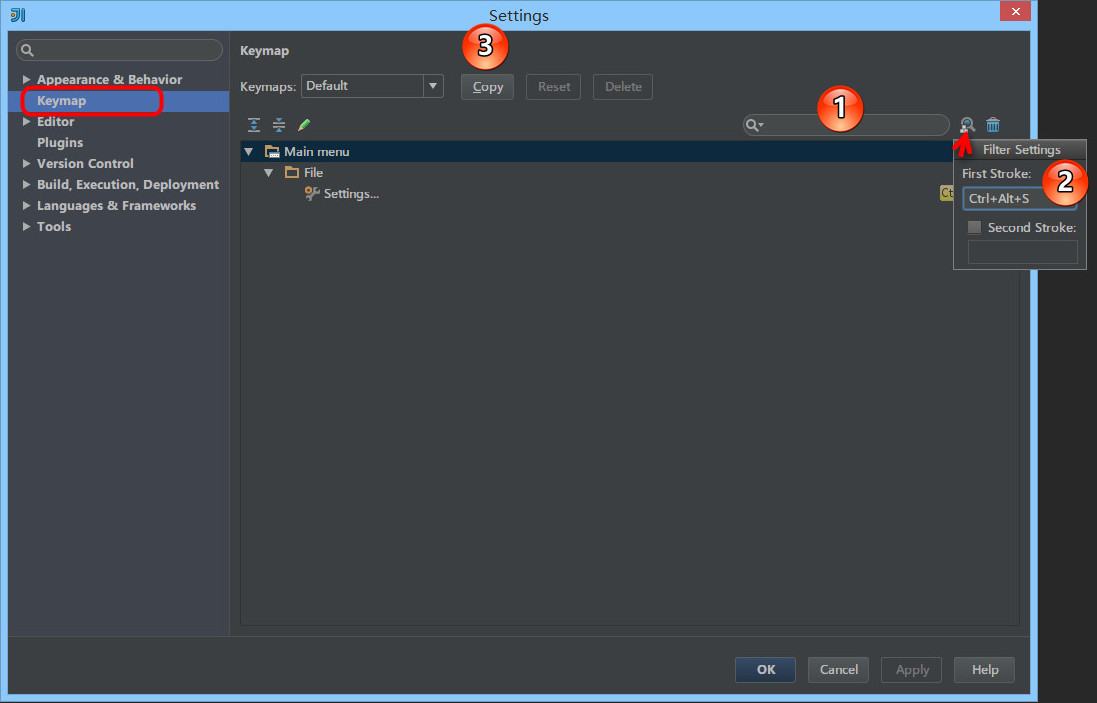 Settings
Appearance & Behavior
Keymap
Editor
Plugins
Version Control
Build, Execution, Deployment
Languages & Frameworks
Tools
Keymap
3
Keymaps: Default Copy Reset Delete
1
Main menu
File
Settings...
Ct
Filter Settings
First Stroke:
2
Ctrl+Alt+S
Second Stroke:
OK Cancel Apply Help